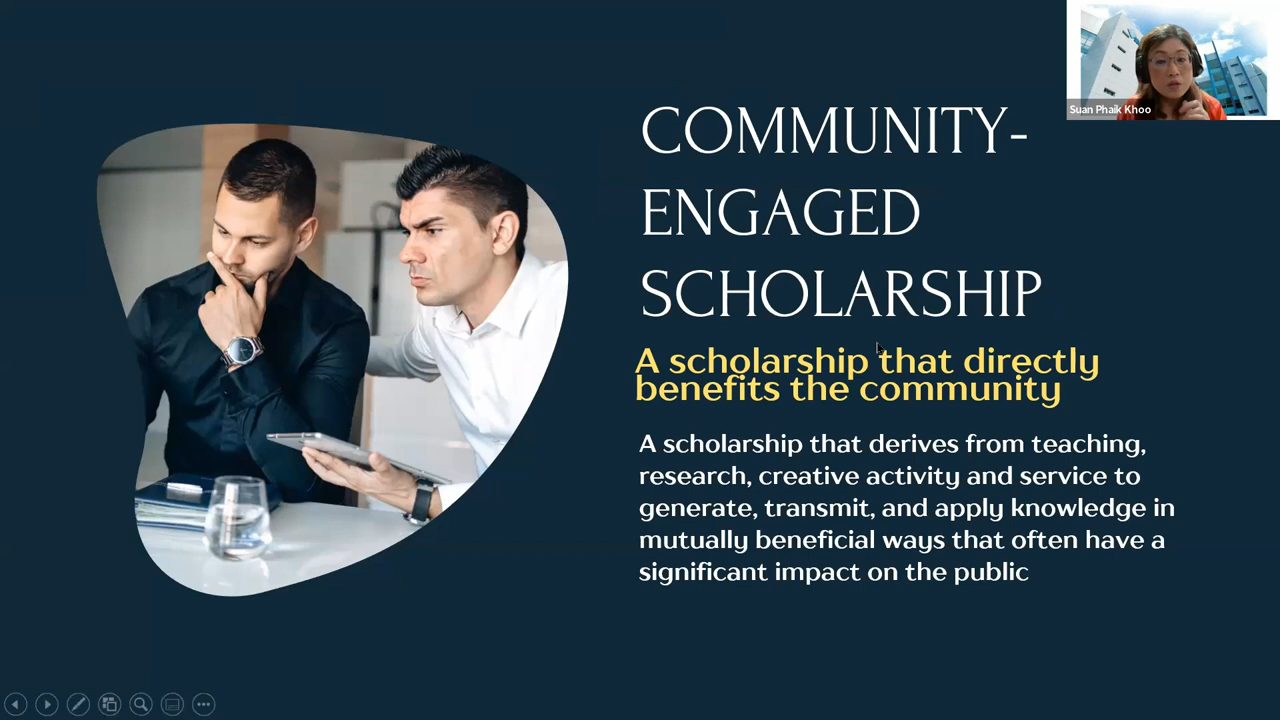 Suan Phaik Khoo
COMMUNITY-
ENGAGED
SCHOLARSHIP
A scholarship that directly
benefits the community
A scholarship that derives from teaching,
research, creative activity and service to
generate, transmit, and apply knowledge in
mutually beneficial ways that often have a
significant impact on the public